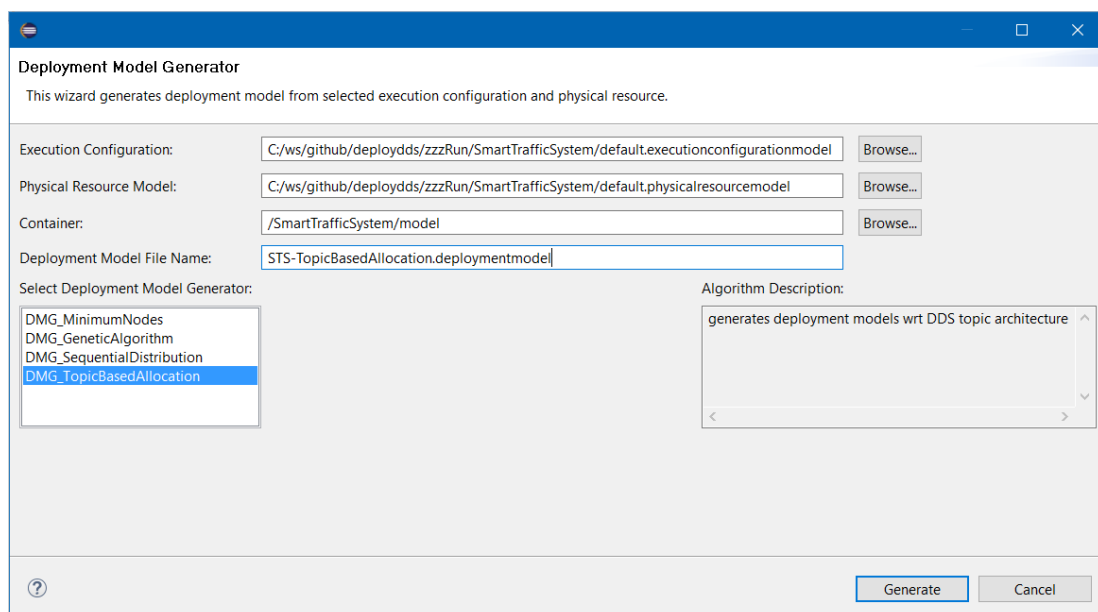 Deployment Model Generator
This wizard generates deployment model from selected execution configuration and physical resource.
Execution Configuration: C:/ws/github/deploydds/zzzRun/SmartTrafficSystem/default.executionconfigurationmodel Browse...
Physical Resource Model: C:/ws/github/deploydds/zzzRun/SmartTrafficSystem/default.physicalresourcemodel Browse...
Container: /SmartTrafficSystem/model Browse...
Deployment Model File Name: STS-TopicBasedAllocation.deploymentmodel
Select Deployment Model Generator: Algorithm Description:
DMG_MinimumNodes generates deployment models wrt DDS topic architecture
DMG_GeneticAlgorithm
DMG_SequentialDistribution
DMG_TopicBasedAllocation
? Generate Cancel